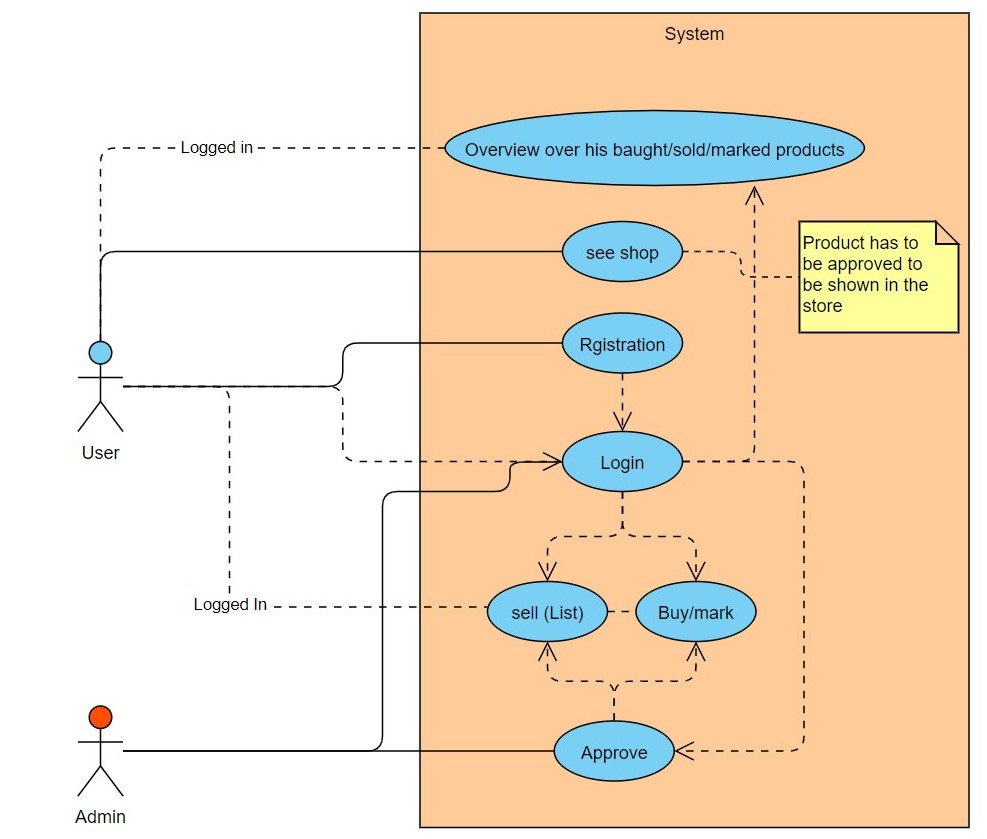 System
Logged in
Overview over his baught/sold/marked products
see shop
Product has to
be approved to
be shown in the
store
Rgistration
User
Login
Logged In
sell (List)
Buy/mark
Approve
Admin